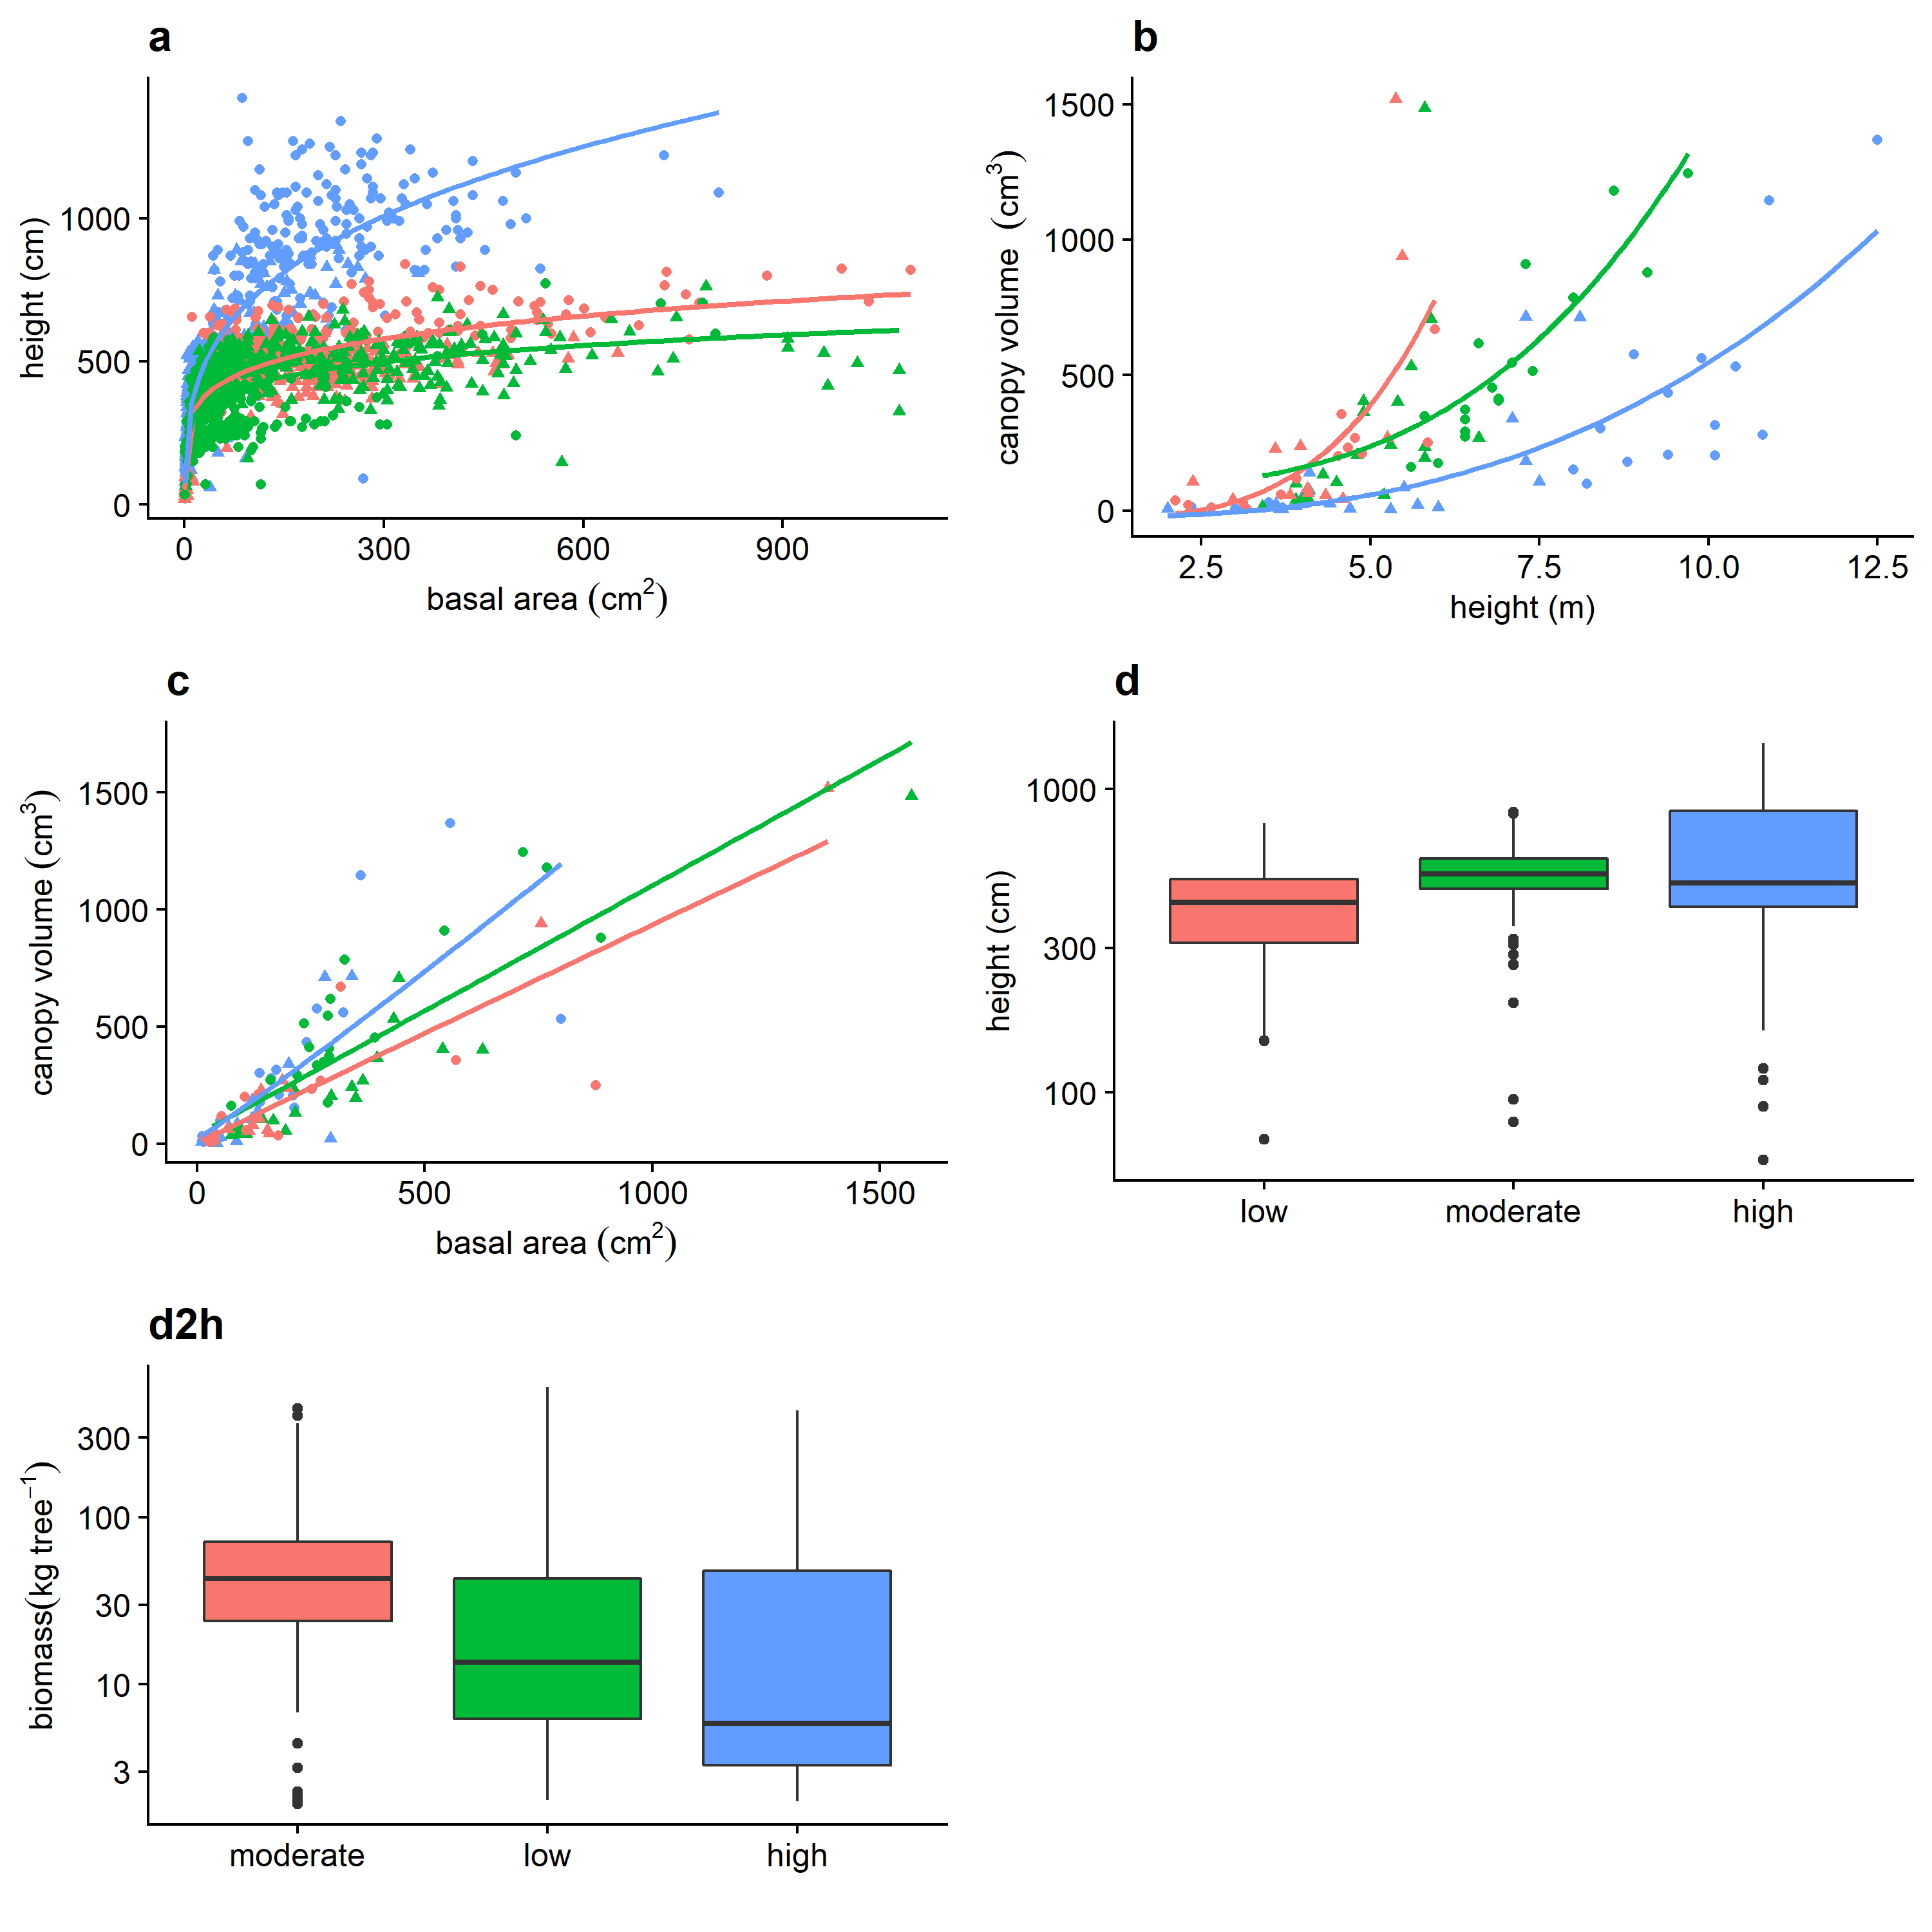 a
height (cm)
1000
500
0
0 300 600 900
basal area (cm²)
b
canopy volume (cm³)
1500
1000
500
0
2.5 5.0 7.5 10.0 12.5
height (m)
c
canopy volume (cm³)
1500
1000
500
0
0 500 1000 1500
basal area (cm²)
d
height (cm)
1000
300
100
low moderate high
d2h
biomass(kg tree⁻¹)
300
100
30
10
3
moderate low high